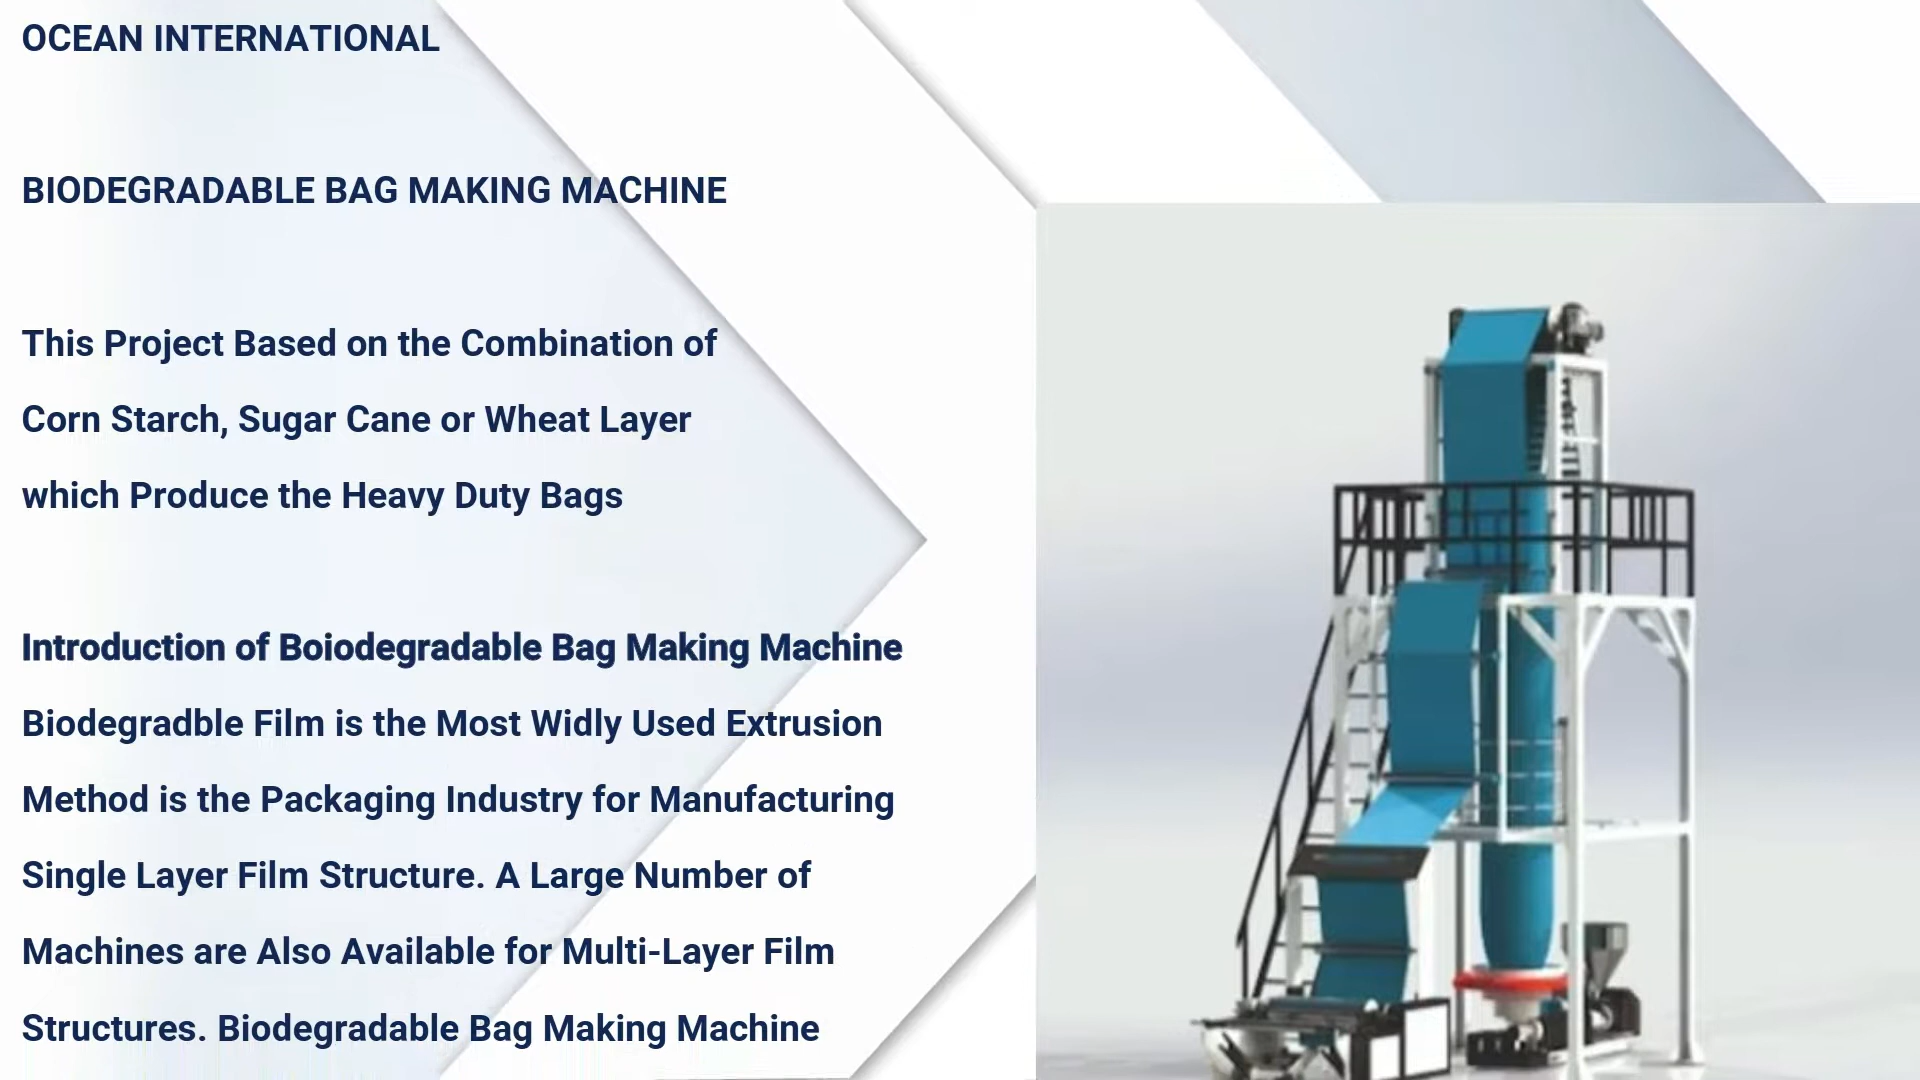 OCEAN INTERNATIONAL
BIODEGRADABLE BAG MAKING MACHINE
This Project Based on the Combination of
Corn Starch, Sugar Cane or Wheat Layer
which Produce the Heavy Duty Bags
Introduction of Boiodegradable Bag Making Machine
Biodegradble Film is the Most Widly Used Extrusion
Method is the Packaging Industry for Manufacturing
Single Layer Film Structure. A Large Number of
Machines are Also Available for Multi-Layer Film
Structures. Biodegradable Bag Making Machine